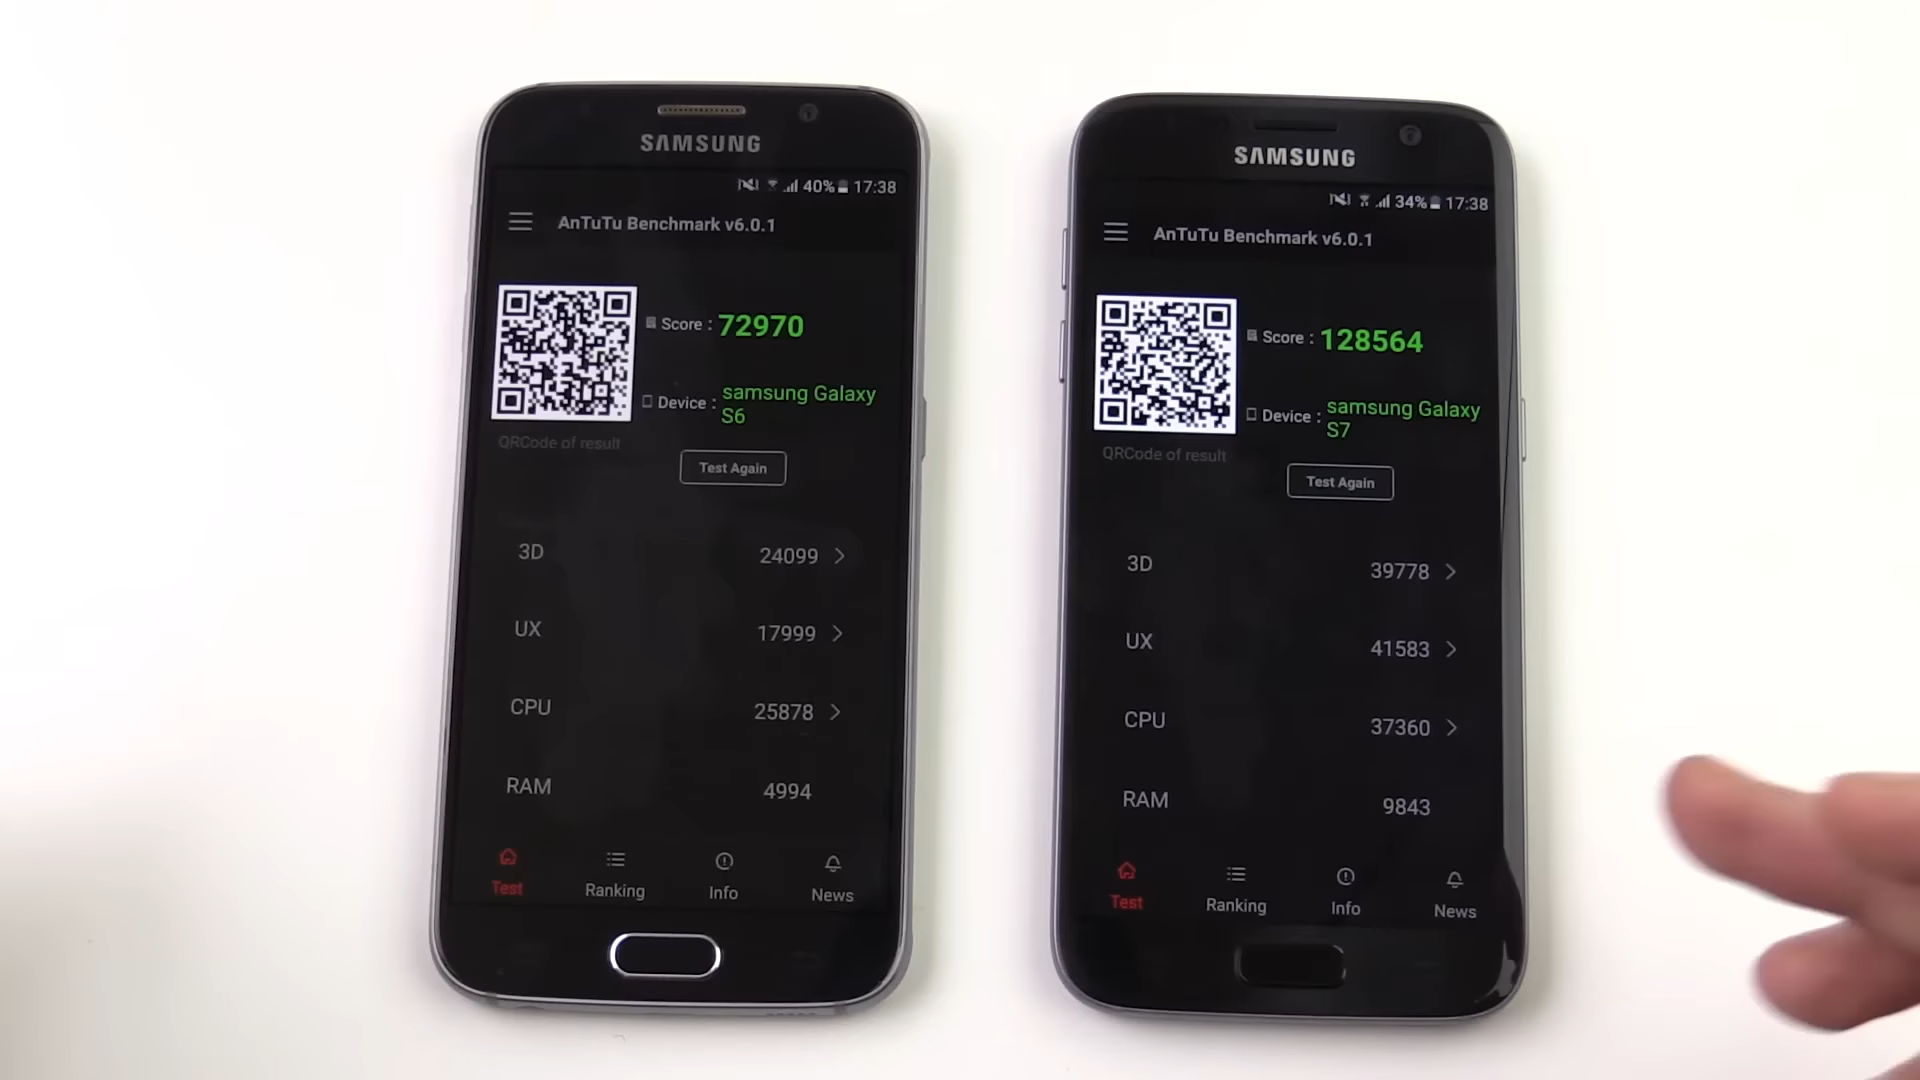 SAMSUNG
40% 17:38
AnTuTu Benchmark v6.0.1
Score : 72970
Device : samsung Galaxy
S6
QRCode of result
Test Again
3D 24099
UX 17999
CPU 25878
RAM 4994
Test Ranking Info News
SAMSUNG
34% 17:38
AnTuTu Benchmark v6.0.1
Score : 128564
Device : samsung Galaxy
S7
QRCode of result
Test Again
3D 39778
UX 41583
CPU 37360
RAM 9843
Test Ranking Info News